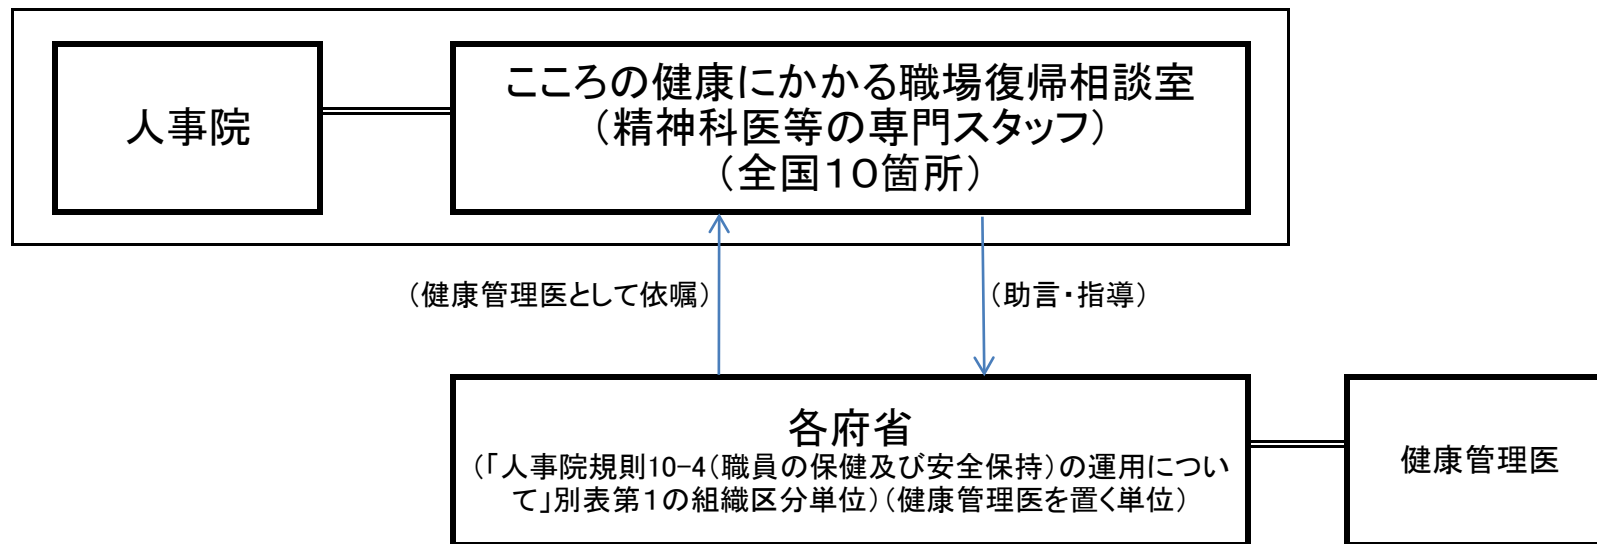 人事院
こころの健康にかかる職場復帰相談室
（精神科医等の専門スタッフ）
（全国１０箇所）
（健康管理医として依嘱）
（助言・指導）
各府省
（「人事院規則10−4（職員の保健及び安全保持）の運用につい
て」別表第１の組織区分単位）（健康管理医を置く単位）
健康管理医